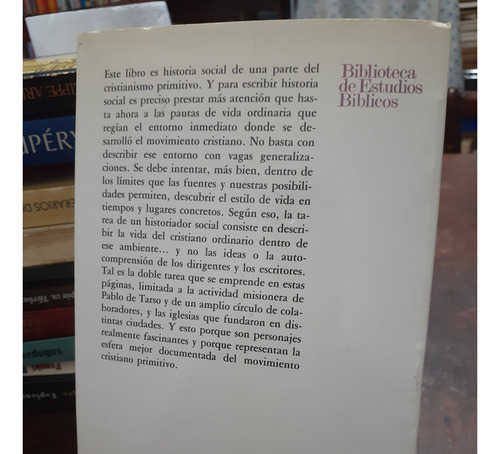 Este libro es historia social de una parte del
cristianismo primitivo. Y para escribir historia
social es preciso prestar más atención que has-
ta ahora a las pautas de vida ordinaria que
regían el entorno inmediato donde se de-
sarrolló el movimiento cristiano. No basta con
describir ese entorno con vagas generaliza-
ciones. Se debe intentar, más bien, dentro de
los límites que las fuentes y nuestras posibili-
dades permiten, descubrir el estilo de vida en
tiempos y lugares concretos. Según eso, la ta-
rea de un historiador social consiste en descri-
bir la vida del cristiano ordinario dentro de
ese ambiente... y no las ideas o la auto-
comprensión de los dirigentes y los escritores.
Tal es la doble tarea que se emprende en estas
páginas, limitada a la actividad misionera de
Pablo de Tarso y de un amplio círculo de cola-
boradores, y las iglesias que fundaron en dis-
tintas ciudades. Y esto porque son personajes
realmente fascinantes y porque representan la
esfera mejor documentada del movimiento
cristiano primitivo.
Biblioteca
de Estudios
Bíblicos